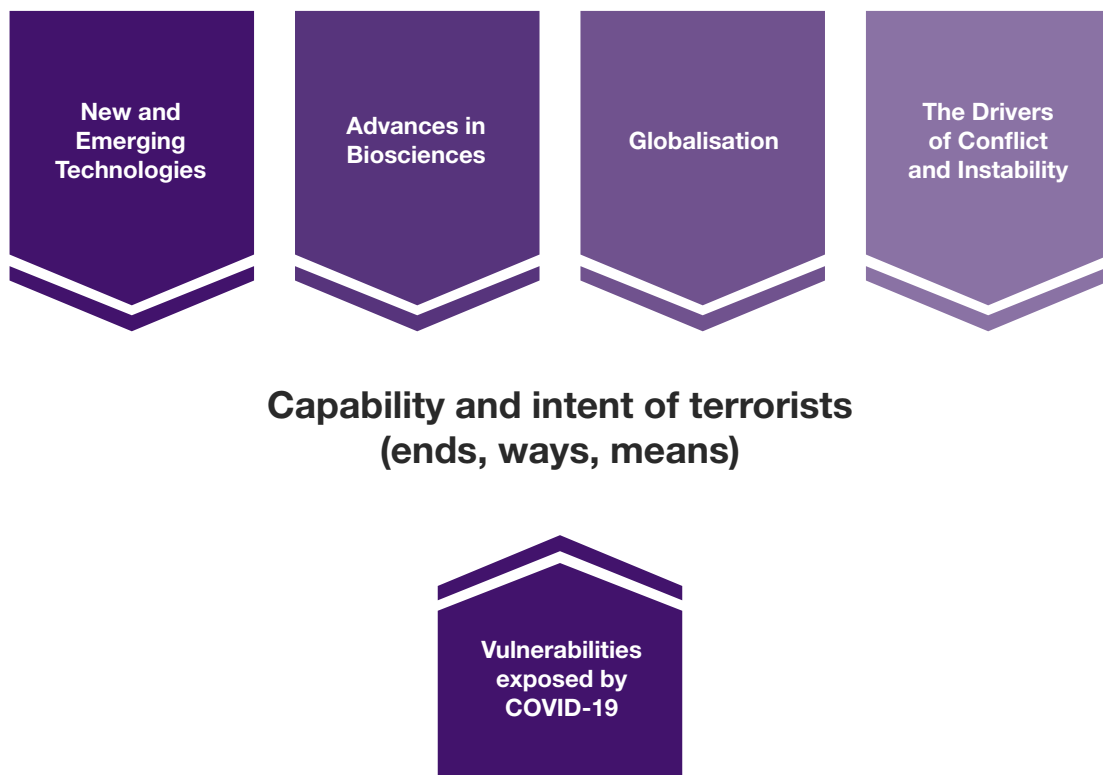 New and
Emerging
Technologies
Advances in
Biosciences
Globalisation
The Drivers
of Conflict
and Instability
Capability and intent of terrorists
(ends, ways, means)
Vulnerabilities
exposed by
COVID-19